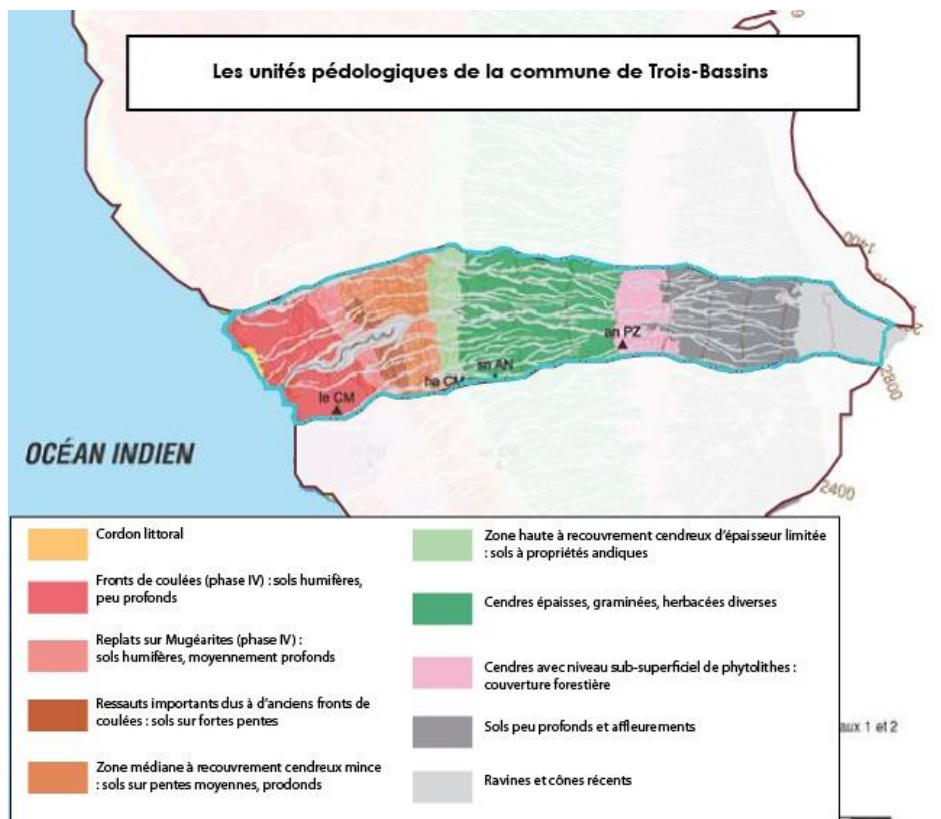 Les unités pédologiques de la commune de Trois-Bassins
1400
2800
2400
an PZ
sn AN
ha CM
le CM
OCÉAN INDIEN
Cordon littoral
Fronts de coulées (phase IV) : sols humifères,
peu profonds
Replats sur Mugéarites (phase IV) :
sols humifères, moyennement profonds
Ressauts importants dus à d'anciens fronts de
coulées : sols sur fortes pentes
Zone médiane à recouvrement cendreux mince
: sols sur pentes moyennes, prodonds
Zone haute à recouvrement cendreux d'épaisseur limitée
: sols à propriétés andiques
Cendres épaisses, graminées, herbacées diverses
Cendres avec niveau sub-superficiel de phytolithes :
couverture forestière
Sols peu profonds et affleurements
Ravines et cônes récents
aux 1 et 2